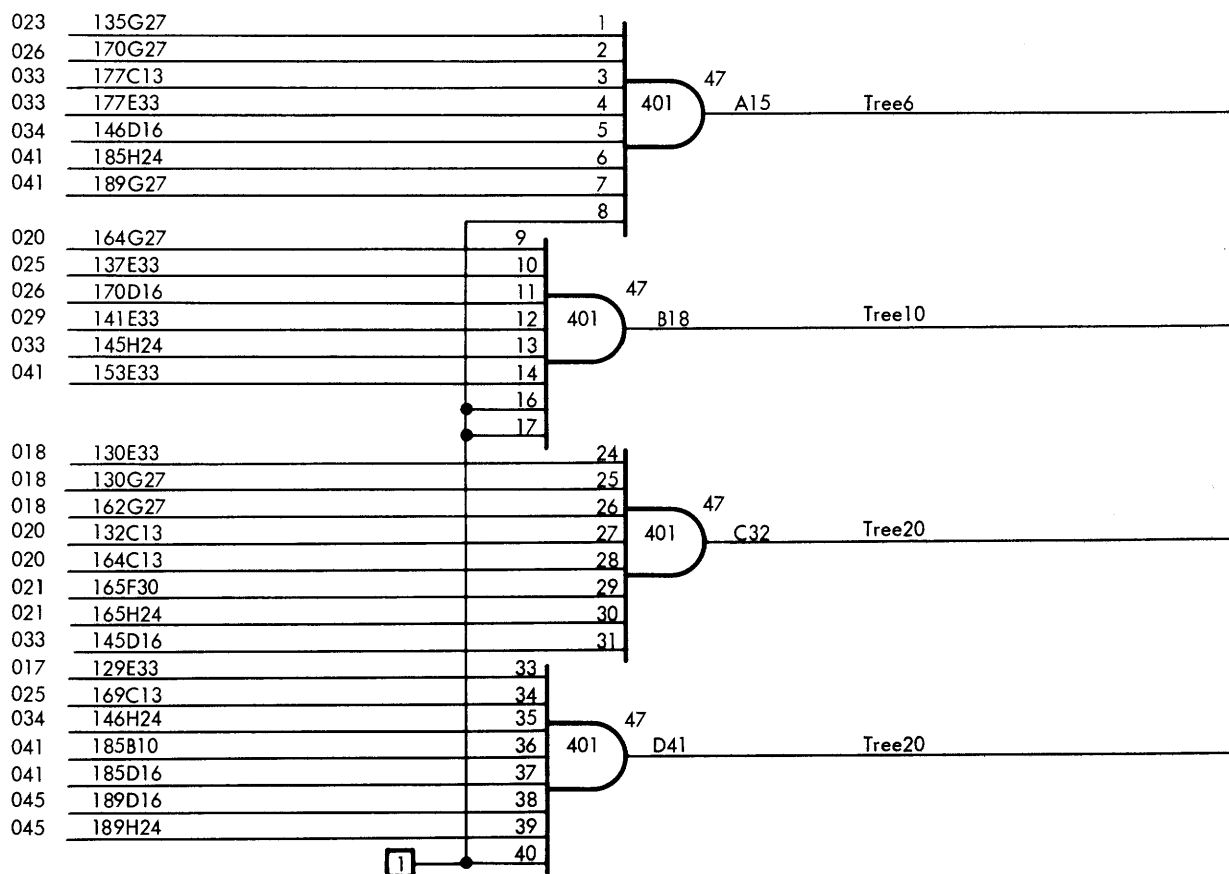 023 135G27 1
026 170G27 2 47
033 177C13 3
033 177E33 4 401 A15 Tree6
034 146D16 5
041 185H24 6
041 189G27 7
8
020 164G27 9
025 137E33 10
026 170D16 11 47
029 141E33 12 401 B18 Tree10
033 145H24 13
041 153E33 14
16
17
018 130E33 24
018 130G27 25
018 162G27 26 47
020 132C13 27 401 C32 Tree20
020 164C13 28
021 165F30 29
021 165H24 30
033 145D16 31
017 129E33 33
025 169C13 34
034 146H24 35 47
041 185B10 36 401 D41 Tree20
041 185D16 37
045 189D16 38
045 189H24 39
1 40